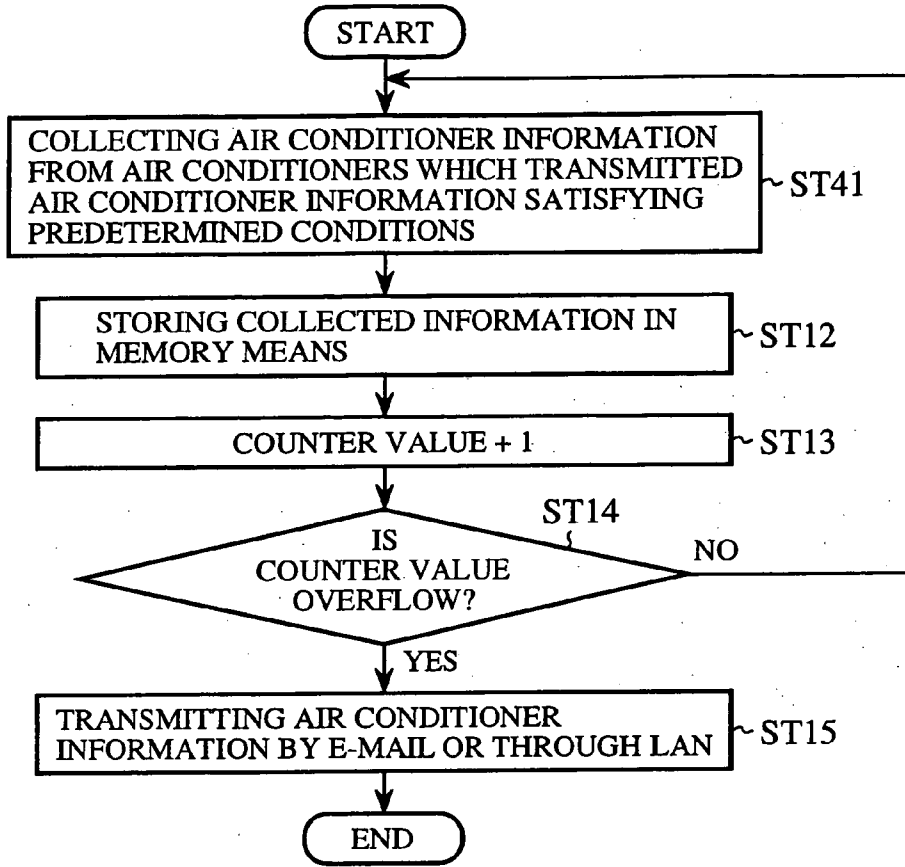 START
COLLECTING AIR CONDITIONER INFORMATION
FROM AIR CONDITIONERS WHICH TRANSMITTED
AIR CONDITIONER INFORMATION SATISFYING
PREDETERMINED CONDITIONS
ST41
STORING COLLECTED INFORMATION IN
MEMORY MEANS
ST12
COUNTER VALUE + 1
ST13
ST14
IS
COUNTER VALUE
OVERFLOW?
NO
YES
TRANSMITTING AIR CONDITIONER
INFORMATION BY E-MAIL OR THROUGH LAN
ST15
END